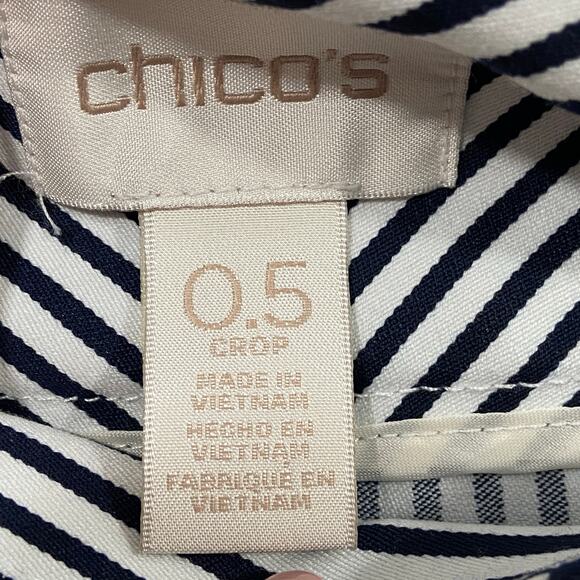 chico's
0.5
CROP
MADE IN
VIETNAM
HECHO EN
VIETNAM
FABRIQUÉ EN
VIETNAM